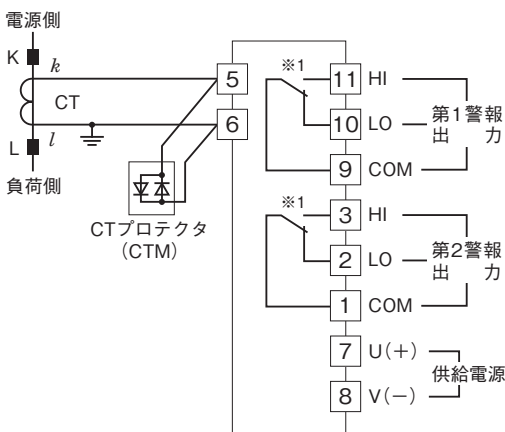 電源側
K
k
CT
L
l
負荷側
CTプロテクタ
(CTM)
5
6
※1
11 HI
10 LO
9 COM
第1警報
出 力
※1
3 HI
2 LO
1 COM
第2警報
出 力
7 U(+)
8 V(−)
供給電源